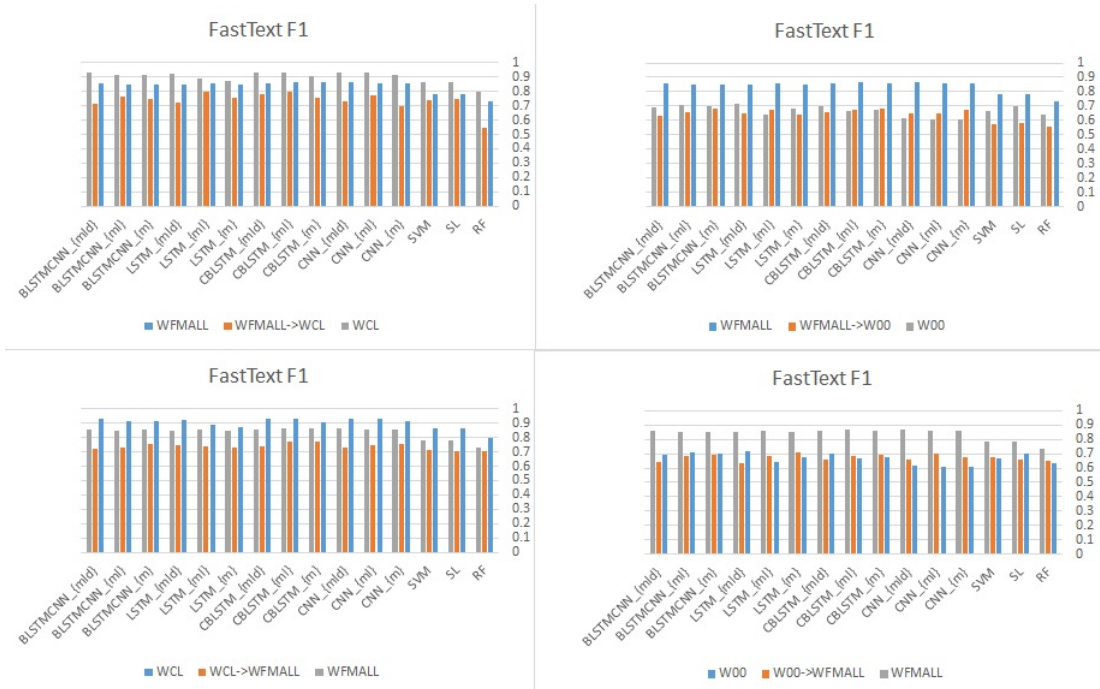 FastText F1
1
0.9
0.8
0.7
0.6
0.5
0.4
0.3
0.2
0.1
0
BLSTMCNN_{mld}
BLSTMCNN_{ml}
BLSTMCNN_{m}
LSTM_{mld}
LSTM_{ml}
LSTM_{m}
CBLSTM_{mld}
CBLSTM_{ml}
CBLSTM_{m}
CNN_{mld}
CNN_{ml}
CNN_{m}
SVM
SL
RF
WFMALL WFMALL->WCL WCL
FastText F1
1
0.9
0.8
0.7
0.6
0.5
0.4
0.3
0.2
0.1
0
BLSTMCNN_{mld}
BLSTMCNN_{ml}
BLSTMCNN_{m}
LSTM_{mld}
LSTM_{ml}
LSTM_{m}
CBLSTM_{mld}
CBLSTM_{ml}
CBLSTM_{m}
CNN_{mld}
CNN_{ml}
CNN_{m}
SVM
SL
RF
WFMALL WFMALL->W00 W00
FastText F1
1
0.9
0.8
0.7
0.6
0.5
0.4
0.3
0.2
0.1
0
BLSTMCNN_{mld}
BLSTMCNN_{ml}
BLSTMCNN_{m}
LSTM_{mld}
LSTM_{ml}
LSTM_{m}
CBLSTM_{mld}
CBLSTM_{ml}
CBLSTM_{m}
CNN_{mld}
CNN_{ml}
CNN_{m}
SVM
SL
RF
WCL WCL->WFMALL WFMALL
FastText F1
1
0.9
0.8
0.7
0.6
0.5
0.4
0.3
0.2
0.1
0
BLSTMCNN_{mld}
BLSTMCNN_{ml}
BLSTMCNN_{m}
LSTM_{mld}
LSTM_{ml}
LSTM_{m}
CBLSTM_{mld}
CBLSTM_{ml}
CBLSTM_{m}
CNN_{mld}
CNN_{ml}
CNN_{m}
SVM
SL
RF
W00 W00->WFMALL WFMALL